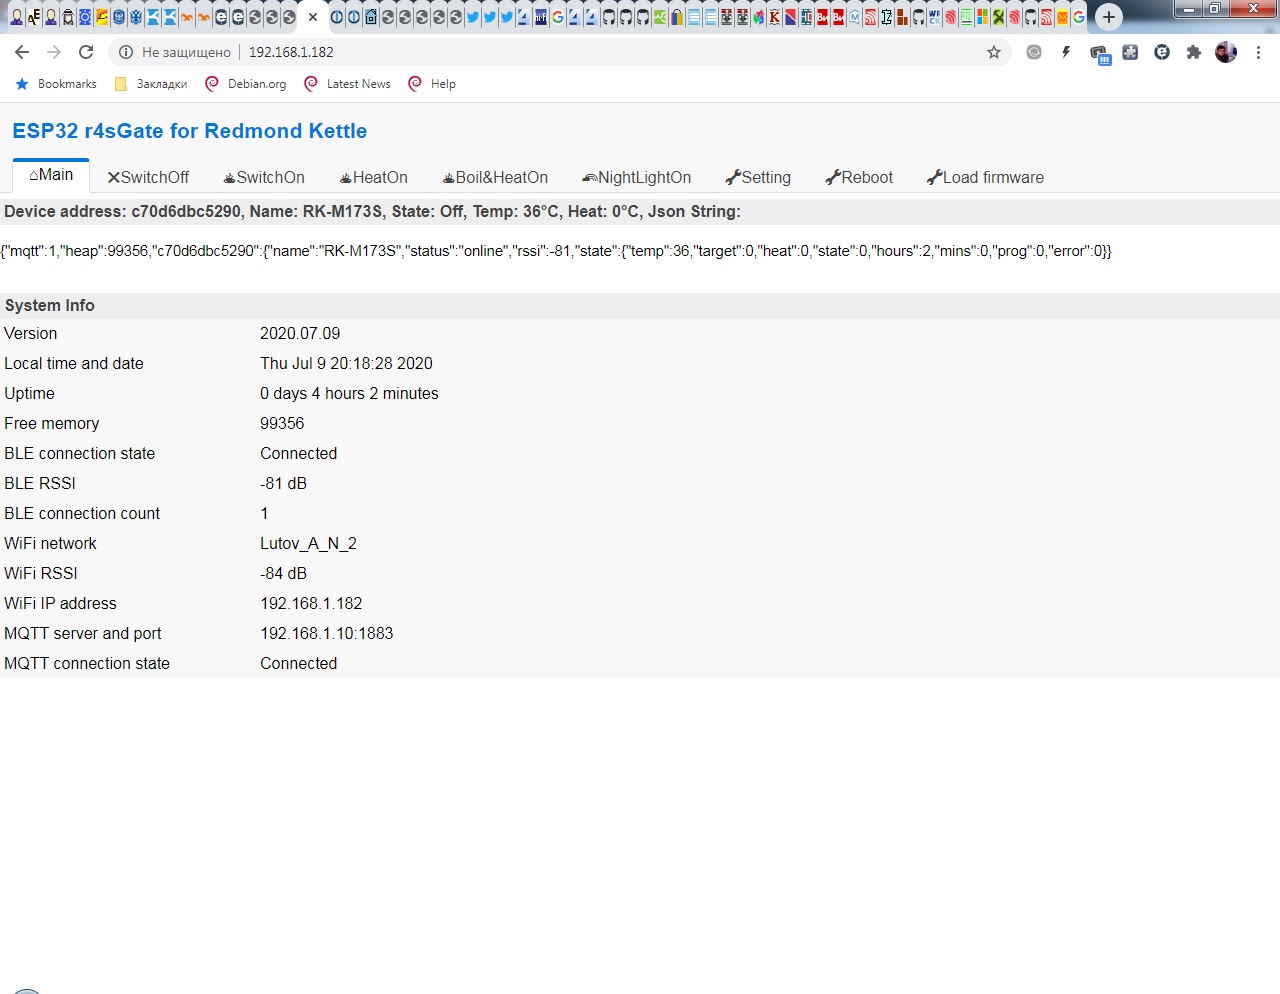 Не защищено 192.168.1.182
Bookmarks Закладки Debian.org Latest News Help
ESP32 r4sGate for Redmond Kettle
Main SwitchOff SwitchOn HeatOn Boil&HeatOn NightLightOn Setting Reboot Load firmware
Device address: c70d6dbc5290, Name: RK-M173S, State: Off, Temp: 36°C, Heat: 0°C, Json String:
{"mqtt":1,"heap":99356,"c70d6dbc5290":{"name":"RK-M173S","status":"online","rssi":-81,"state":{"temp":36,"target":0,"heat":0,"state":0,"hours":2,"mins":0,"prog":0,"error":0}}
System Info
Version 2020.07.09
Local time and date Thu Jul 9 20:18:28 2020
Uptime 0 days 4 hours 2 minutes
Free memory 99356
BLE connection state Connected
BLE RSSI -81 dB
BLE connection count 1
WiFi network Lutov_A_N_2
WiFi RSSI -84 dB
WiFi IP address 192.168.1.182
MQTT server and port 192.168.1.10:1883
MQTT connection state Connected